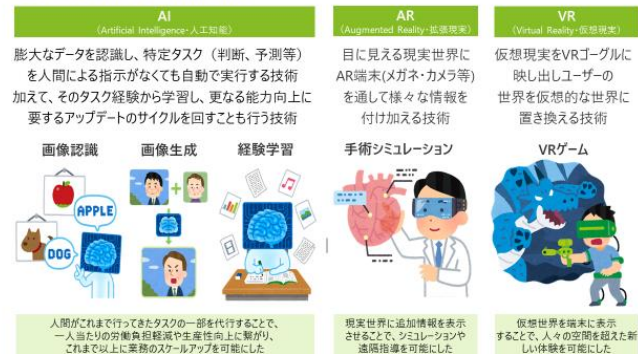 AI
(Artificial Intelligence・人工知能)
膨大なデータを認識し、特定タスク（判断、予測等）
を人間による指示がなくても自動で実行する技術
加えて、そのタスク経験から学習し、更なる能力向上に
要するアップデートのサイクルを回すことも行う技術
画像認識
画像生成
経験学習
APPLE
DOG
人間がこれまで行ってきたタスクの一部を代行することで、
一人当たりの労働負担軽減や生産性向上に繋がり、
これまで以上に業務のスケールアップを可能にした
AR
(Augmented Reality・拡張現実)
目に見える現実世界に
AR端末(メガネ・カメラ等)
を通して様々な情報を
付け加える技術
手術シミュレーション
現実世界に追加情報を表示
させることで、シミュレーションや
遠隔指導を可能にした
VR
(Virtual Reality・仮想現実)
仮想現実をVRゴーグルに
映し出しユーザーの
世界を仮想的な世界に
置き換える技術
VRゲーム
仮想世界を端末に表示
することで、人々の空間を超えた新
しい体験を可能にした